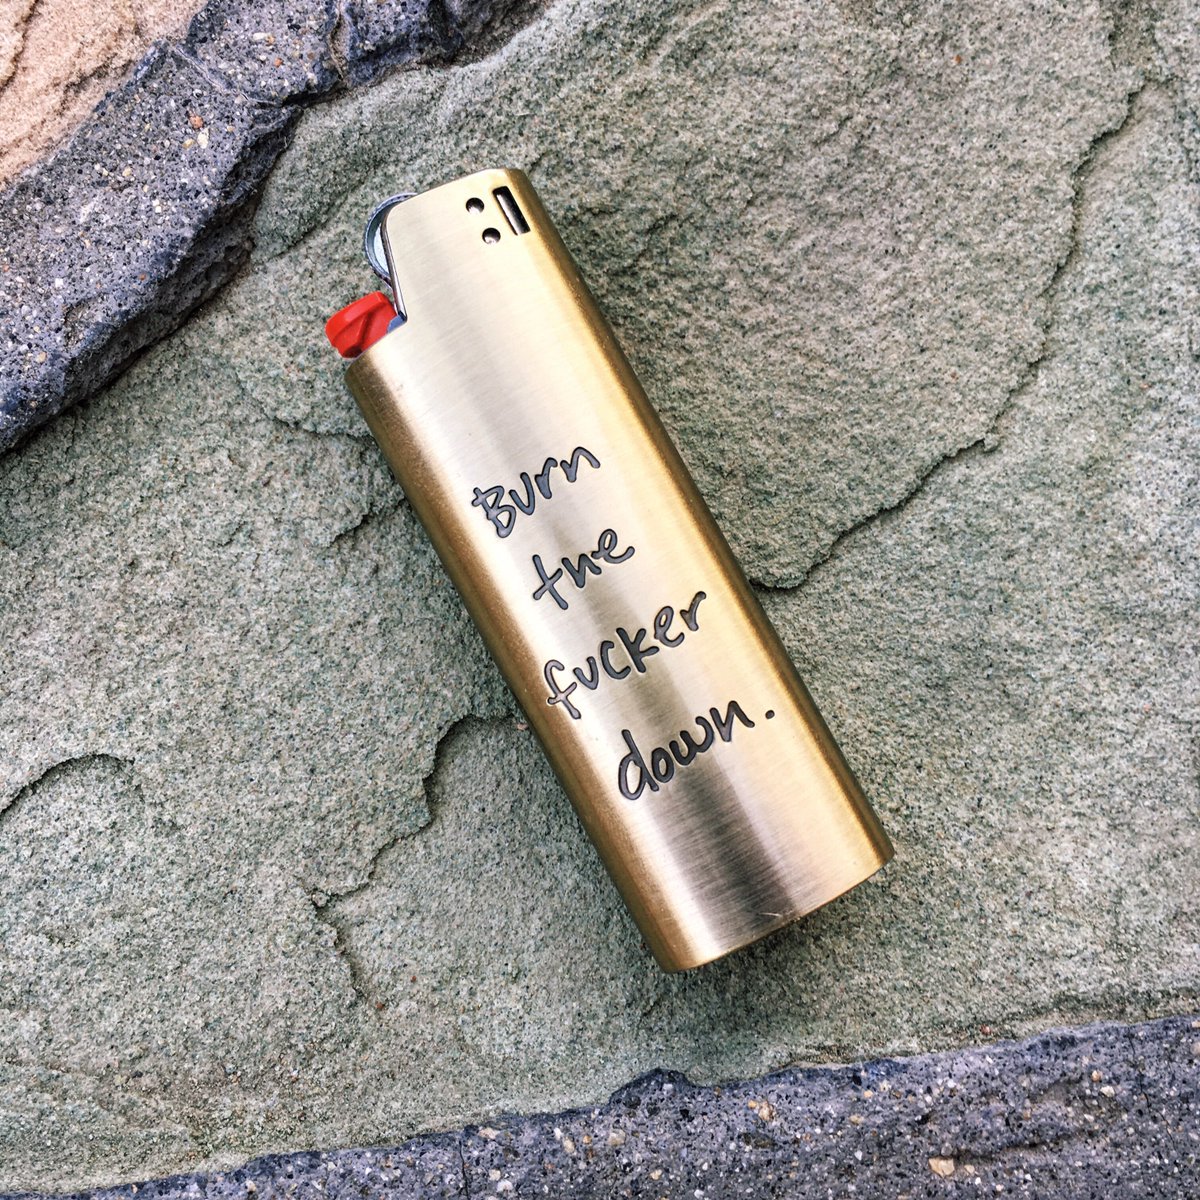 Burn
the
fucker
down.